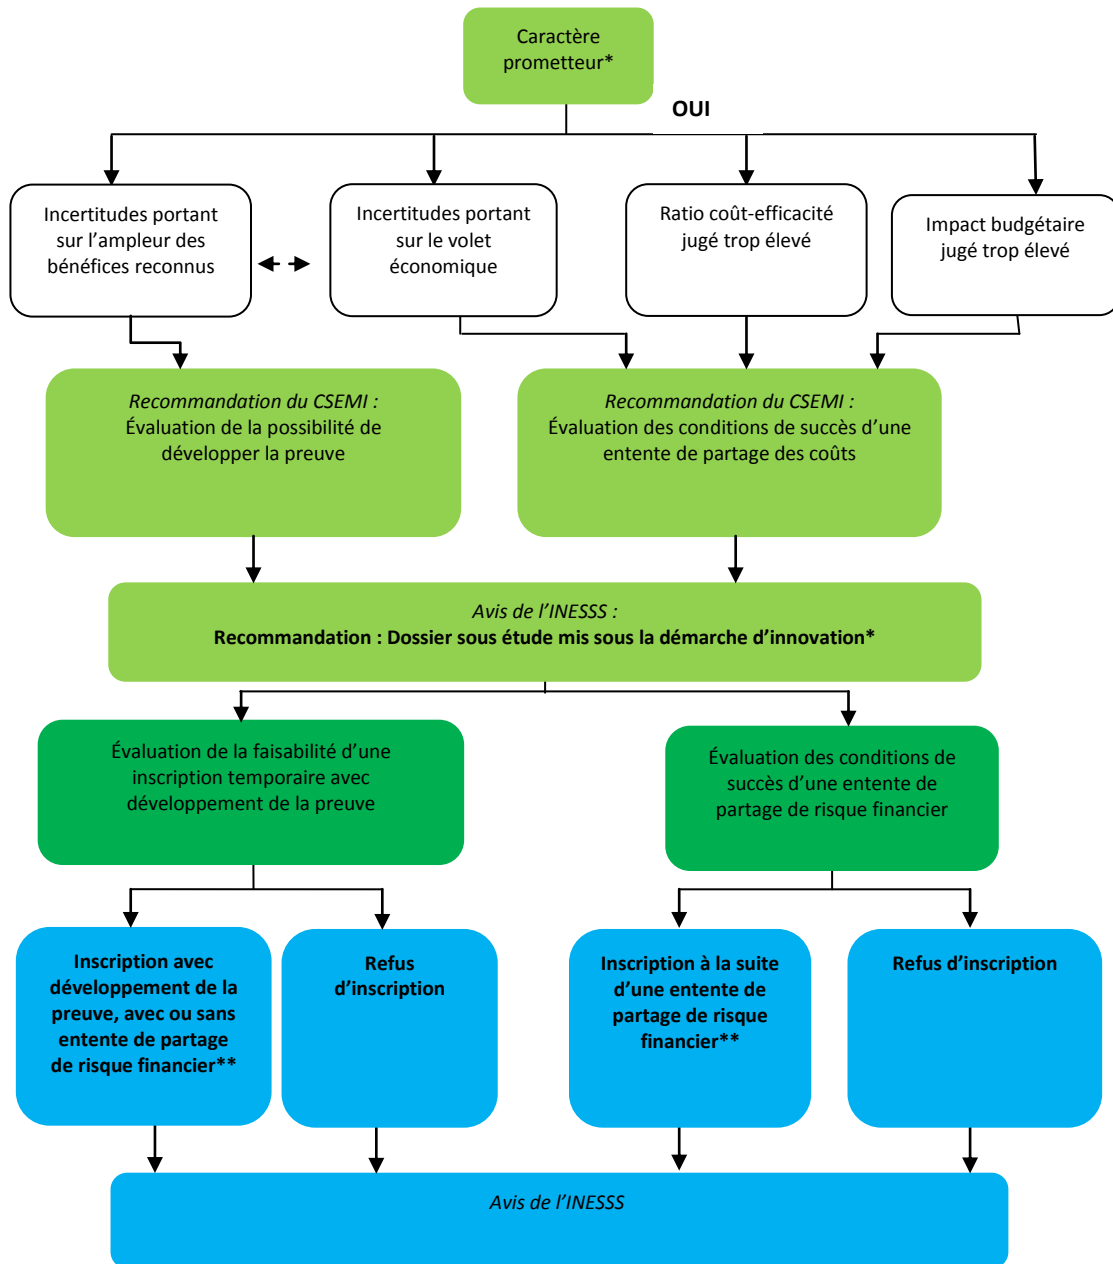 Caractère
prometteur*
OUI
Incertitudes portant
sur l’ampleur des
bénéfices reconnus
Incertitudes portant
sur le volet
économique
Ratio coût-efficacité
jugé trop élevé
Impact budgétaire
jugé trop élevé
Recommandation du CSEMI :
Évaluation de la possibilité de
développer la preuve
Recommandation du CSEMI :
Évaluation des conditions de succès d’une
entente de partage des coûts
Avis de l’INESSS :
Recommandation : Dossier sous étude mis sous la démarche d’innovation*
Évaluation de la faisabilité d’une
inscription temporaire avec
développement de la preuve
Évaluation des conditions de
succès d’une entente de
partage de risque financier
Inscription avec
développement de la
preuve, avec ou sans
entente de partage
de risque financier**
Refus
d’inscription
Inscription à la suite
d’une entente de
partage de risque
financier**
Refus d’inscription
Avis de l’INESSS